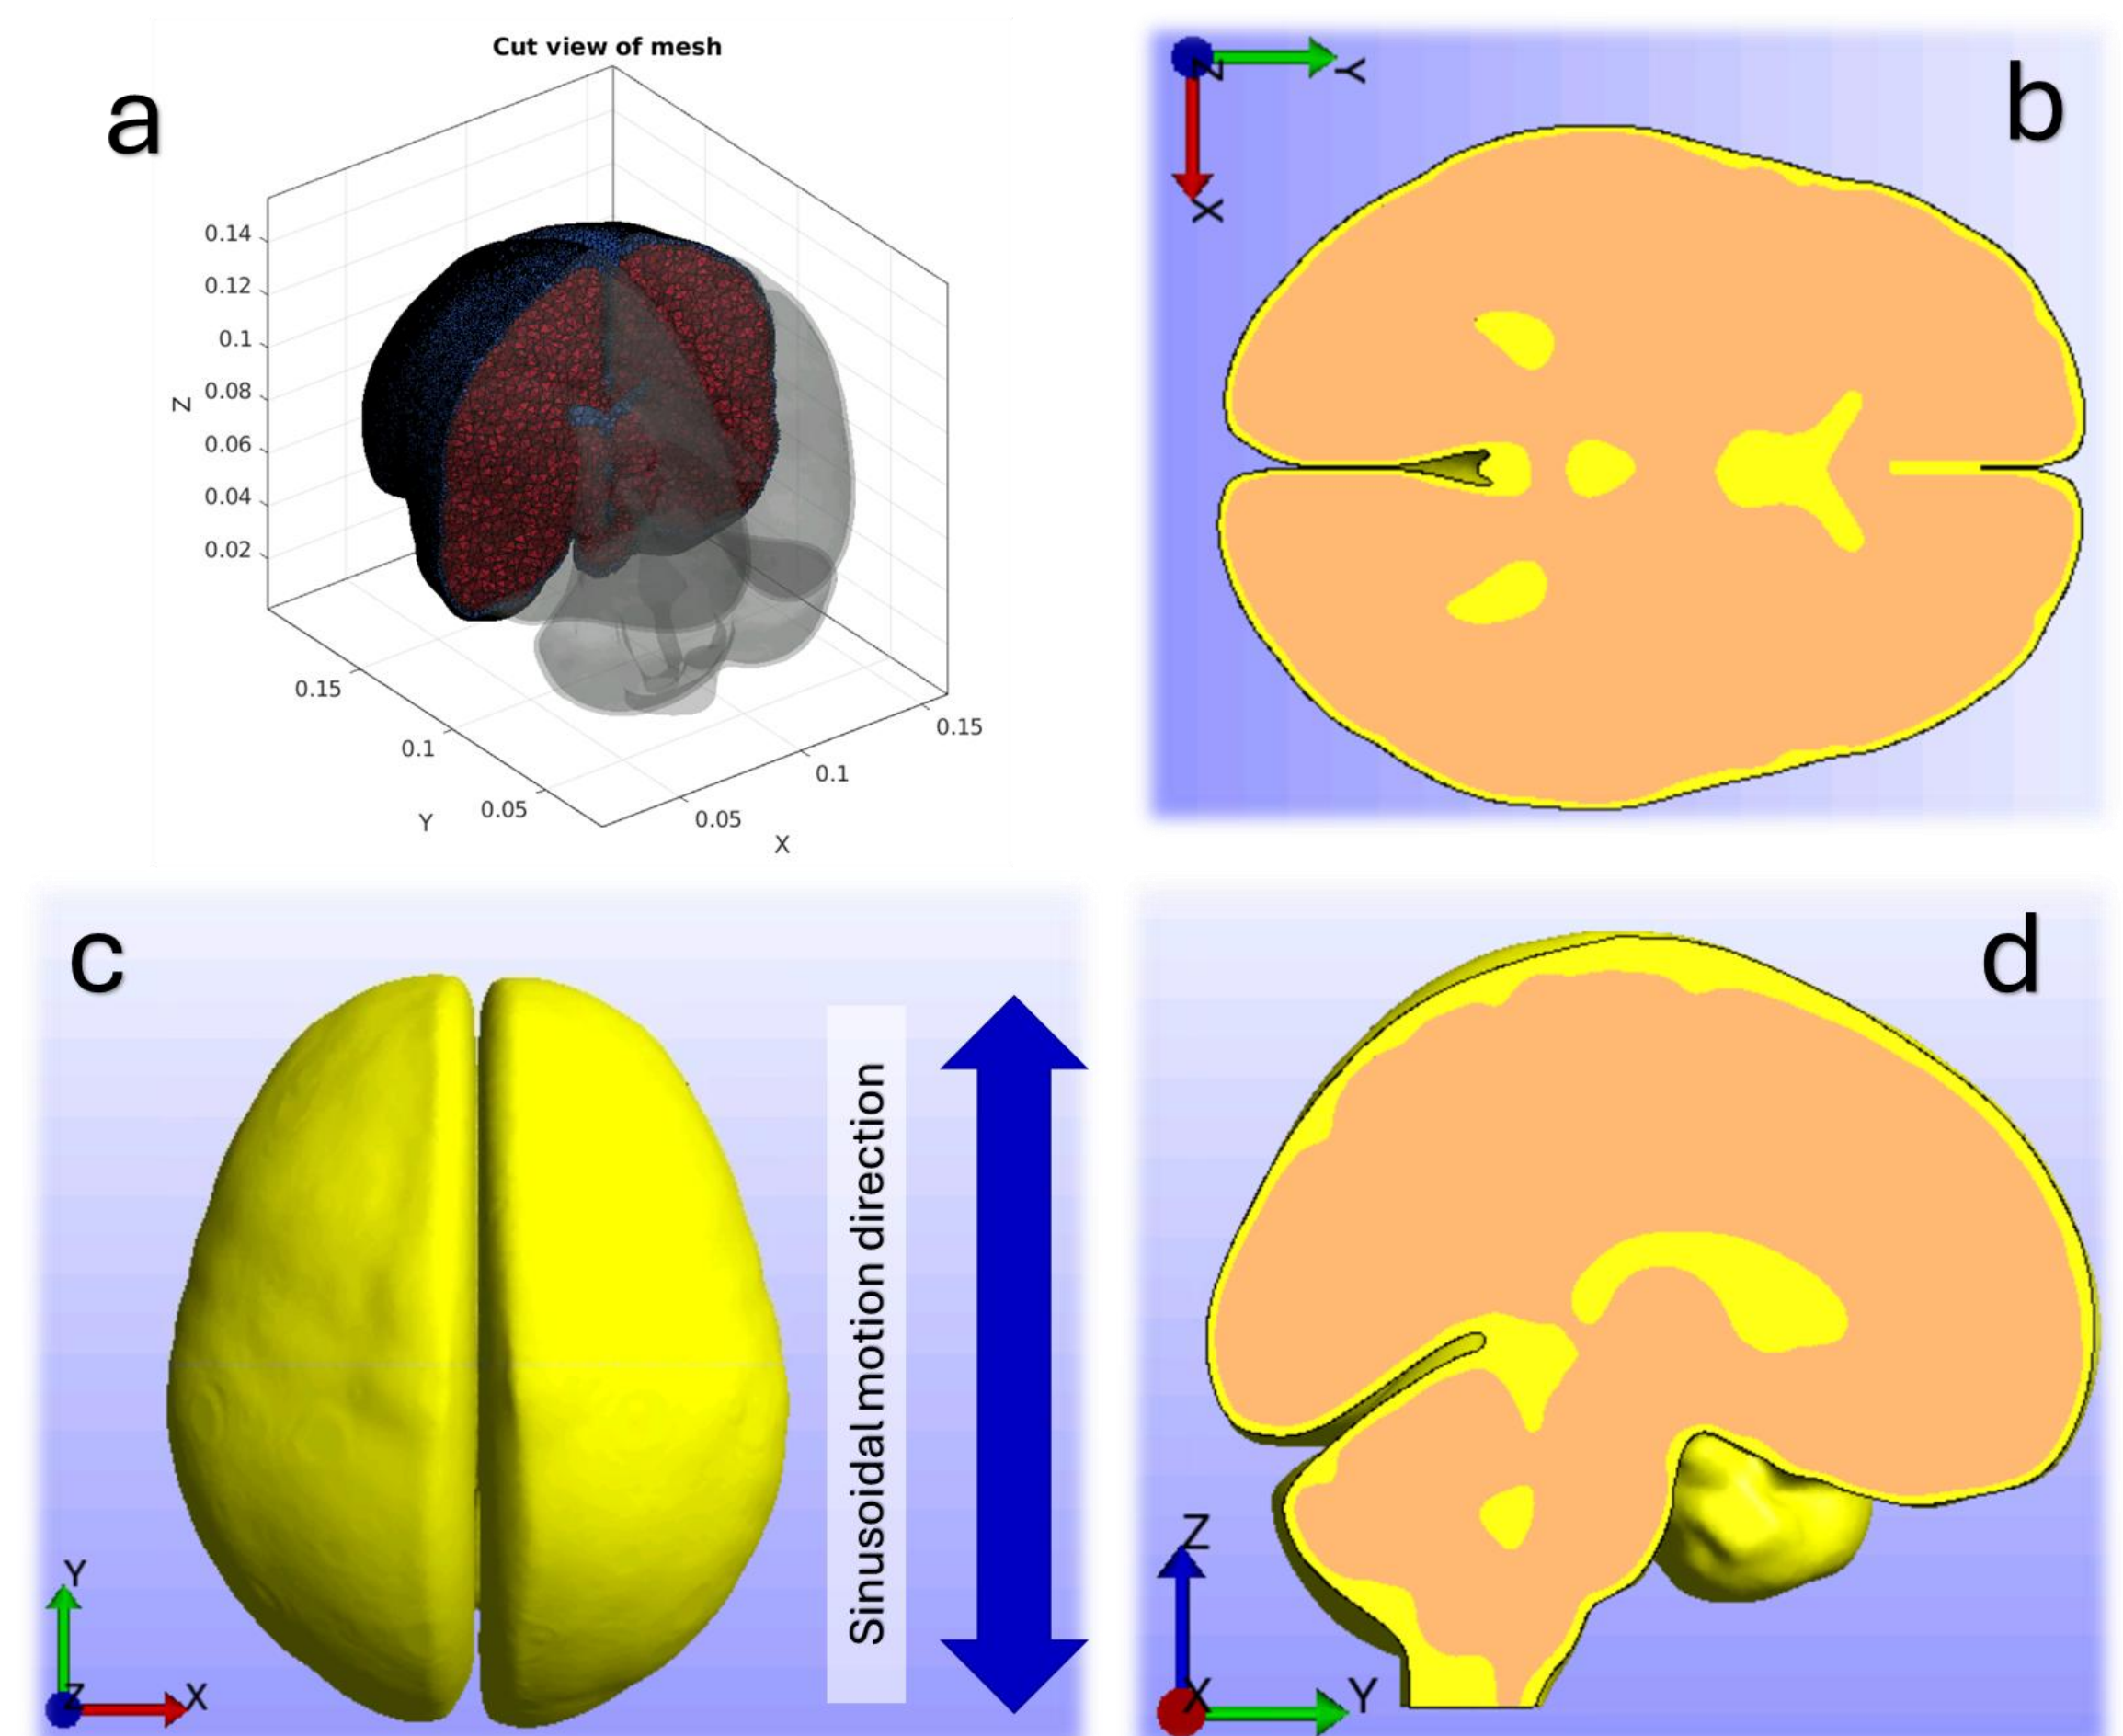 a
Cut view of mesh
0.14
0.12
0.1
0.08
0.06
0.04
0.02
Z
0.15
0.1
0.05
Y
0.05
0.1
0.15
X
b
Z
Y
X
c
Sinusoidal motion direction
Y
Z
X
d
Z
X
Y